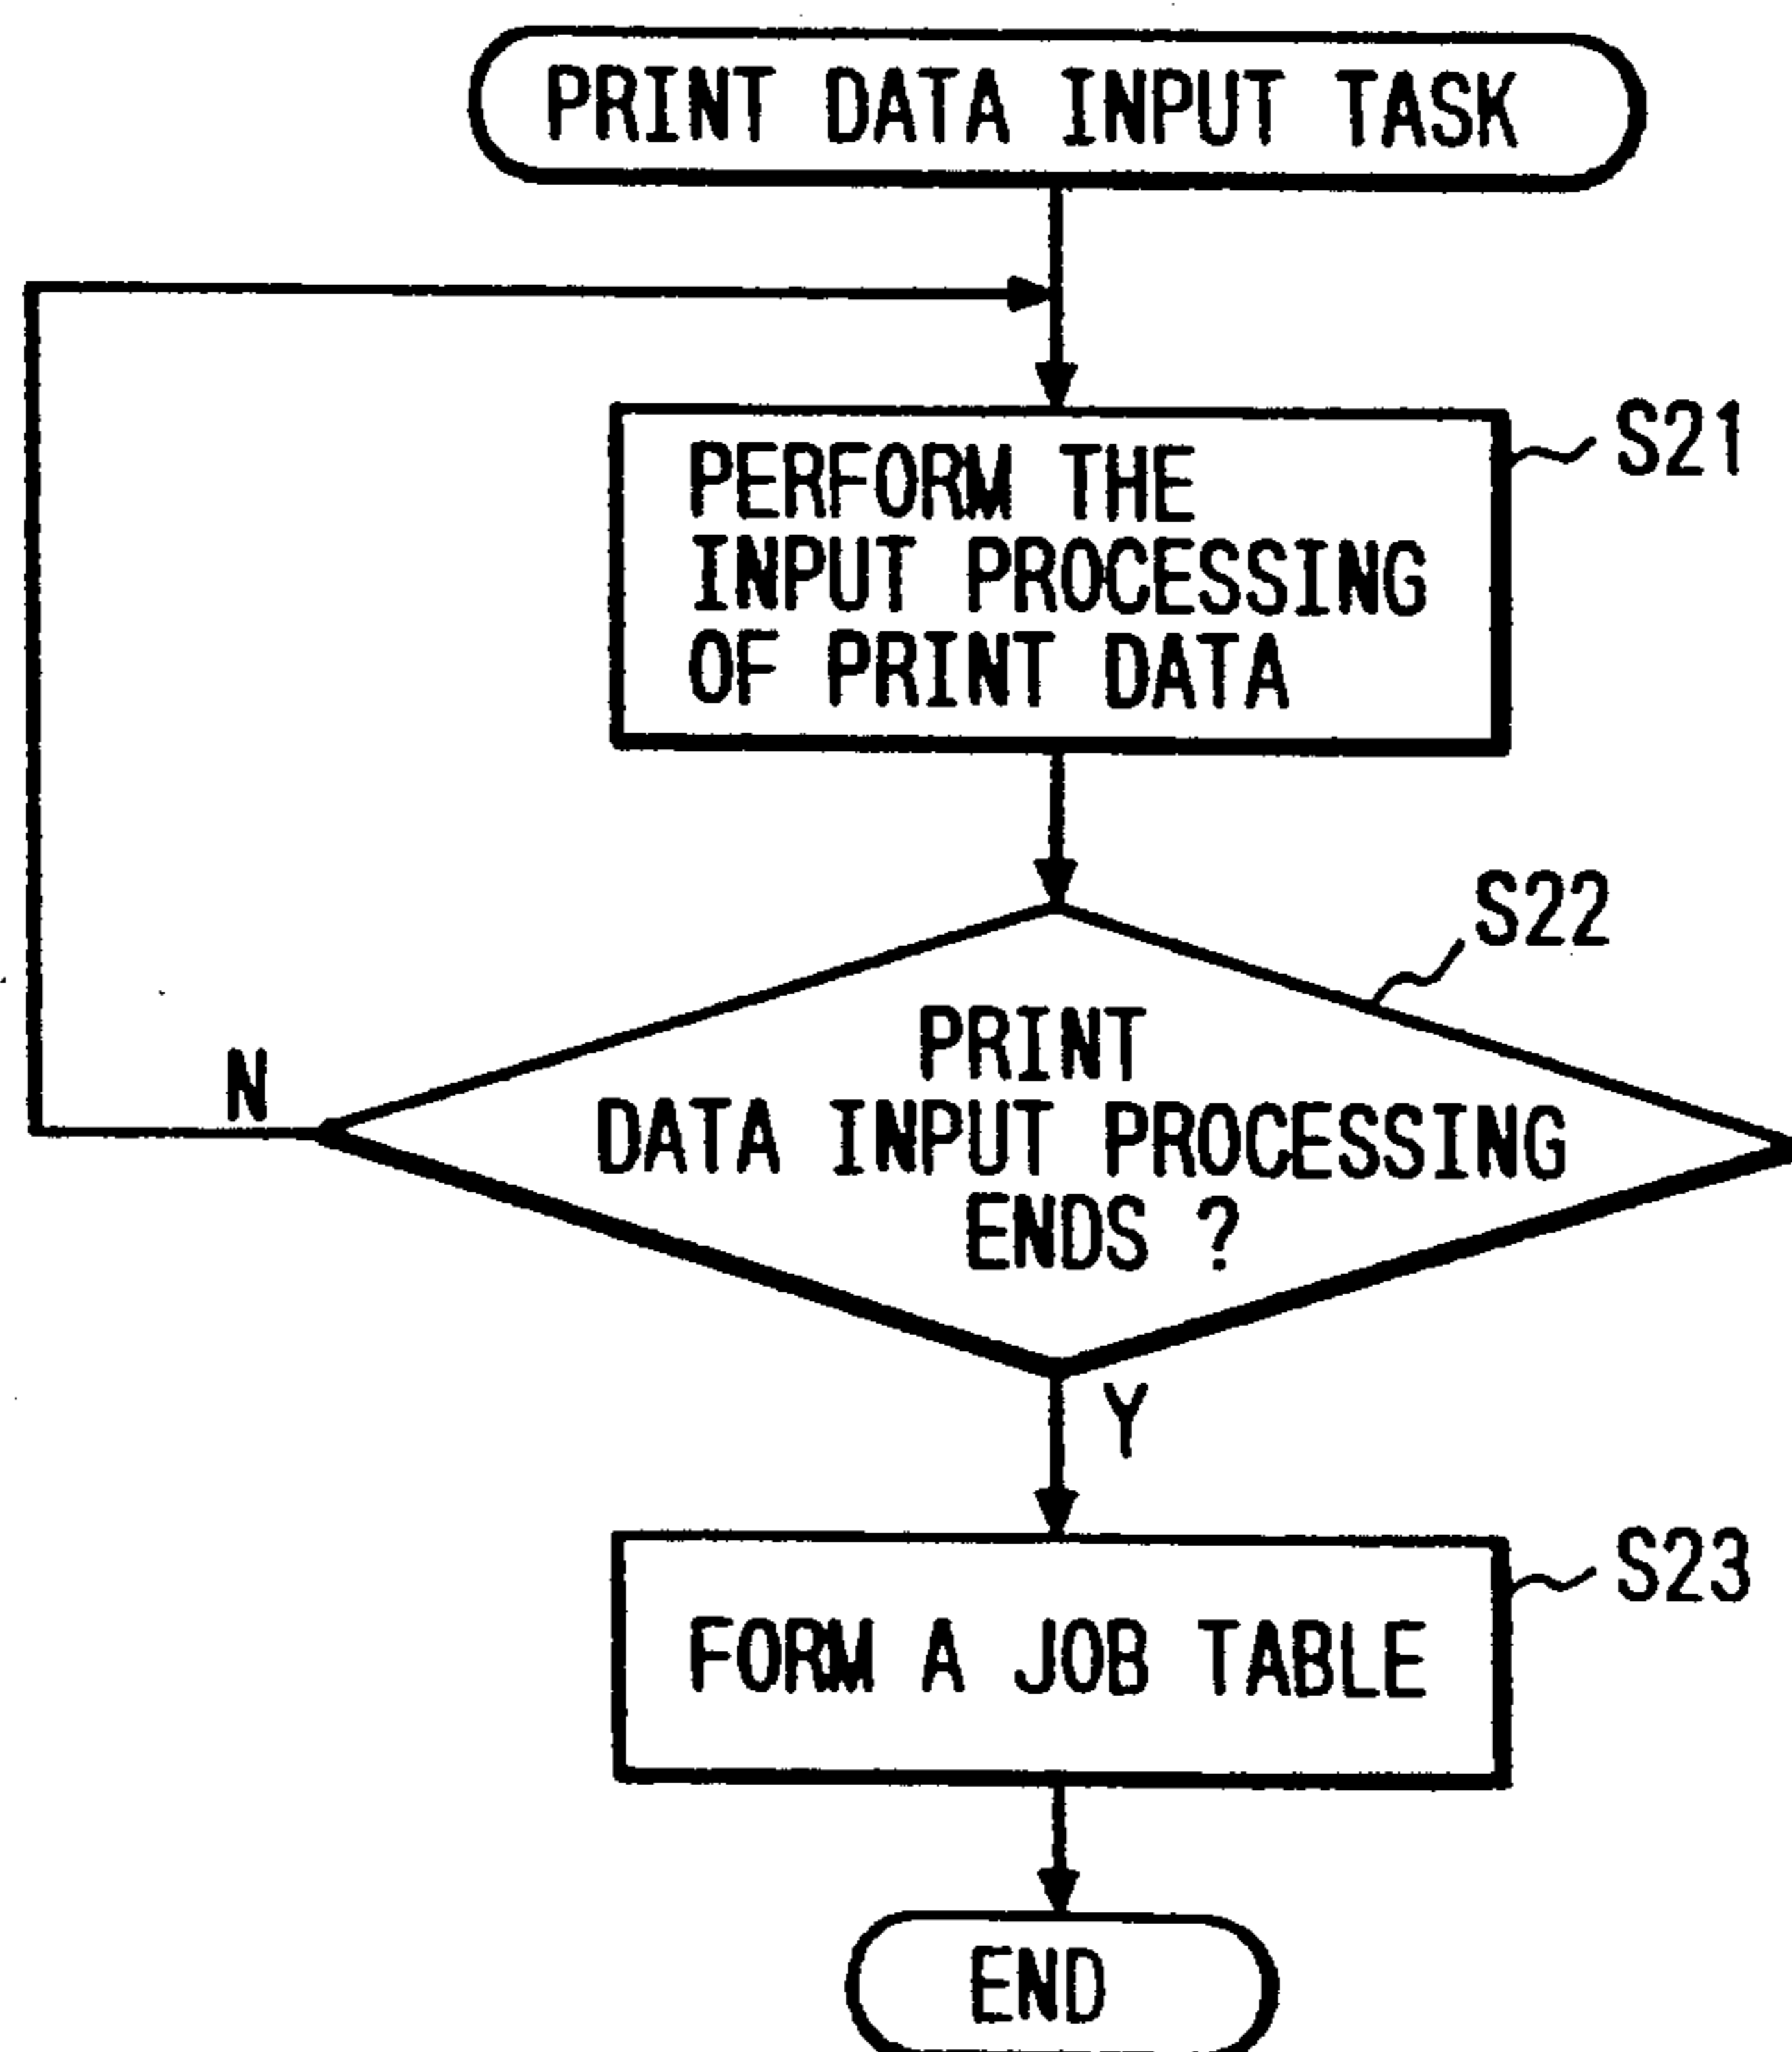 PRINT DATA INPUT TASK
S21
PERFORM THE
INPUT PROCESSING
OF PRINT DATA
S22
PRINT
DATA INPUT PROCESSING
ENDS ?
N
Y
S23
FORM A JOB TABLE
END